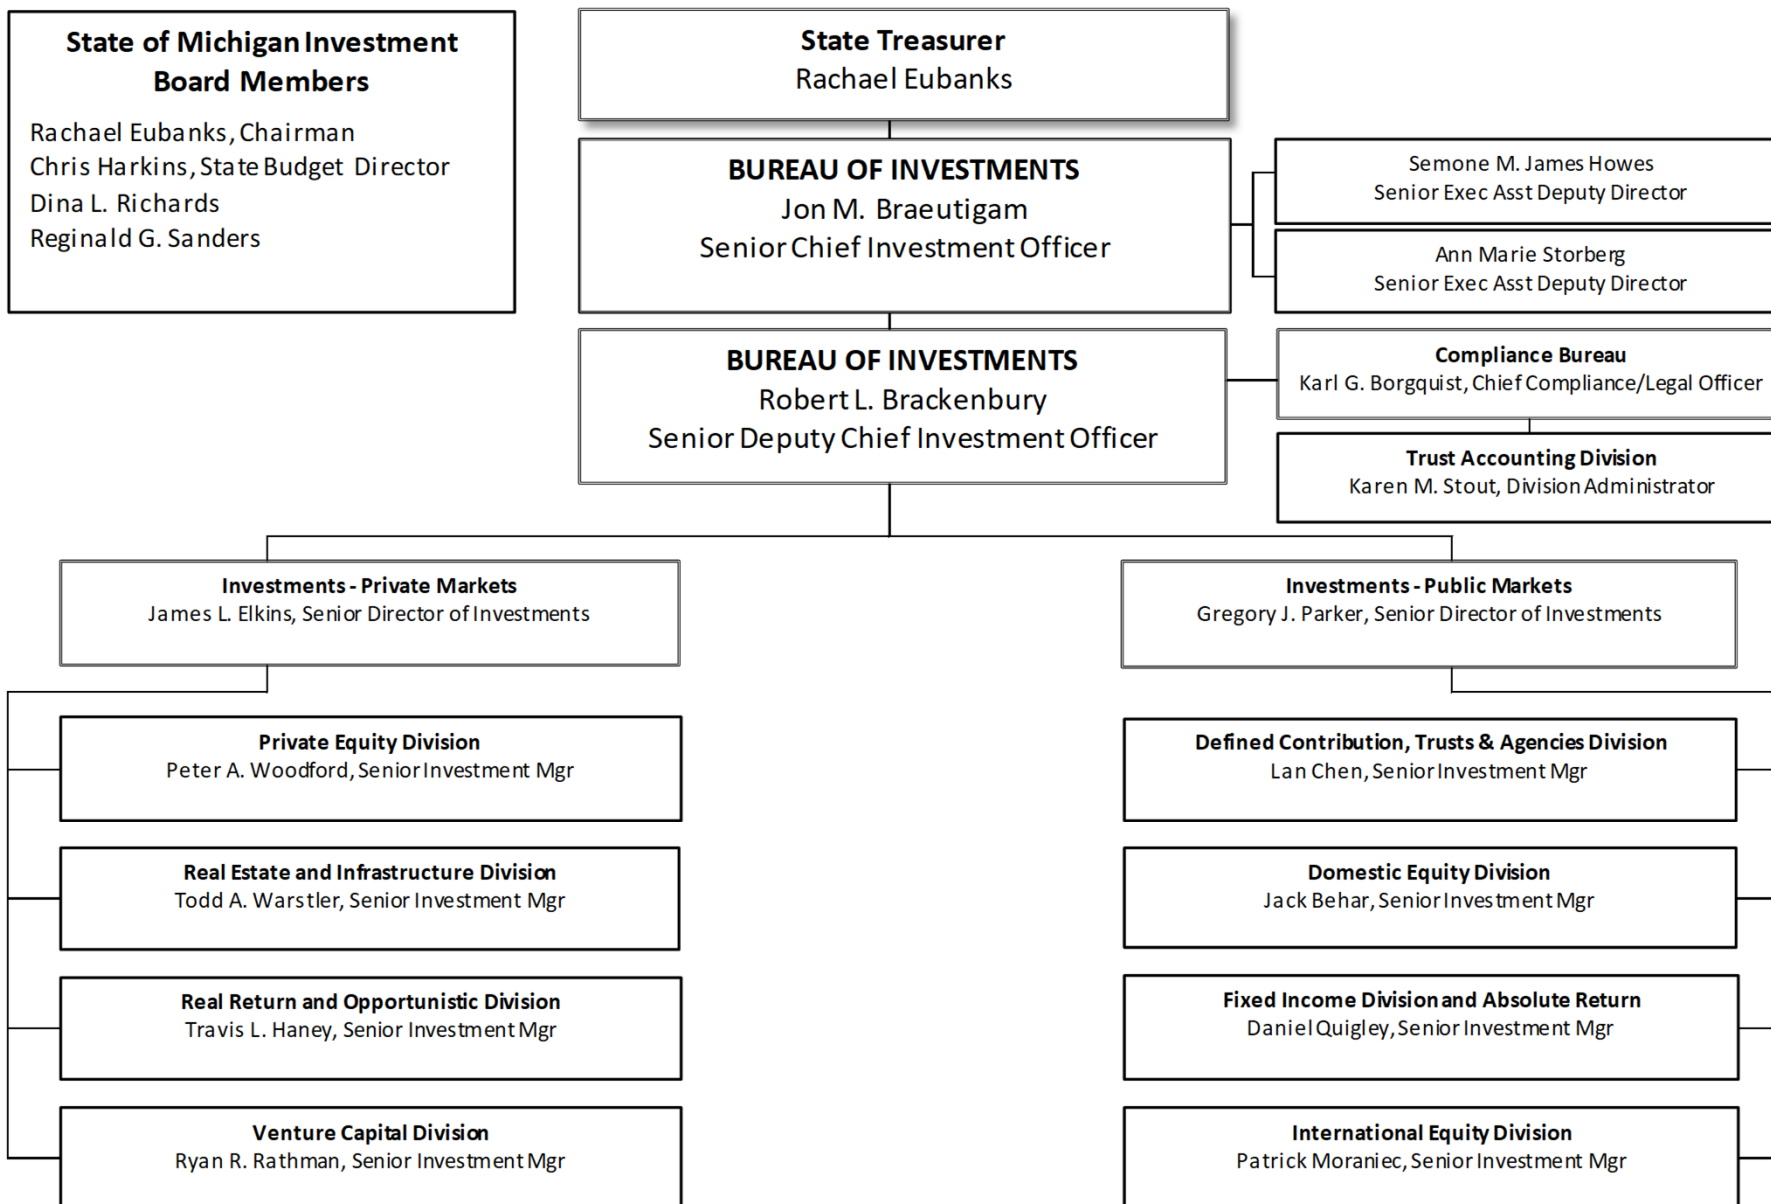 State of Michigan Investment
Board Members
Rachael Eubanks, Chairman
Chris Harkins, State Budget Director
Dina L. Richards
Reginald G. Sanders
State Treasurer
Rachael Eubanks
BUREAU OF INVESTMENTS
Jon M. Braeutigam
Senior Chief Investment Officer
Semone M. James Howes
Senior Exec Asst Deputy Director
Ann Marie Storberg
Senior Exec Asst Deputy Director
BUREAU OF INVESTMENTS
Robert L. Brackenbury
Senior Deputy Chief Investment Officer
Compliance Bureau
Karl G. Borgquist, Chief Compliance/Legal Officer
Trust Accounting Division
Karen M. Stout, Division Administrator
Investments - Private Markets
James L. Elkins, Senior Director of Investments
Private Equity Division
Peter A. Woodford, Senior Investment Mgr
Real Estate and Infrastructure Division
Todd A. Warstler, Senior Investment Mgr
Real Return and Opportunistic Division
Travis L. Haney, Senior Investment Mgr
Venture Capital Division
Ryan R. Rathman, Senior Investment Mgr
Investments - Public Markets
Gregory J. Parker, Senior Director of Investments
Defined Contribution, Trusts & Agencies Division
Lan Chen, Senior Investment Mgr
Domestic Equity Division
Jack Behar, Senior Investment Mgr
Fixed Income Division and Absolute Return
Daniel Quigley, Senior Investment Mgr
International Equity Division
Patrick Moraniec, Senior Investment Mgr